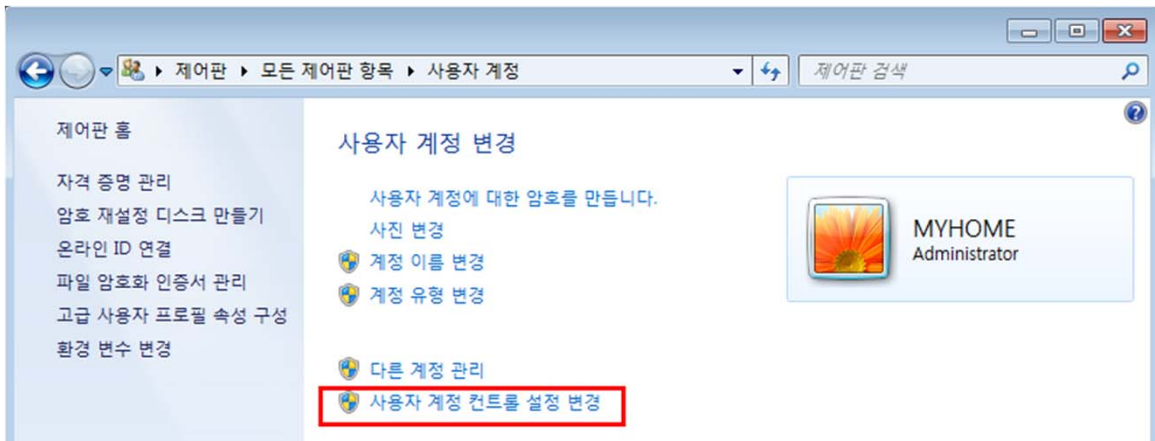 제어판 ▸ 모든 제어판 항목 ▸ 사용자 계정
제어판 검색
제어판 홈
자격 증명 관리
암호 재설정 디스크 만들기
온라인 ID 연결
파일 암호화 인증서 관리
고급 사용자 프로필 속성 구성
환경 변수 변경
사용자 계정 변경
사용자 계정에 대한 암호를 만듭니다.
사진 변경
계정 이름 변경
계정 유형 변경
다른 계정 관리
사용자 계정 컨트롤 설정 변경
MYHOME
Administrator